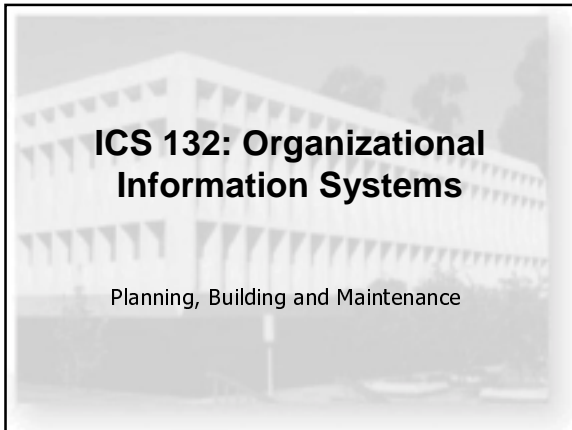 ICS 132: Organizational
Information Systems
Planning, Building and Maintenance